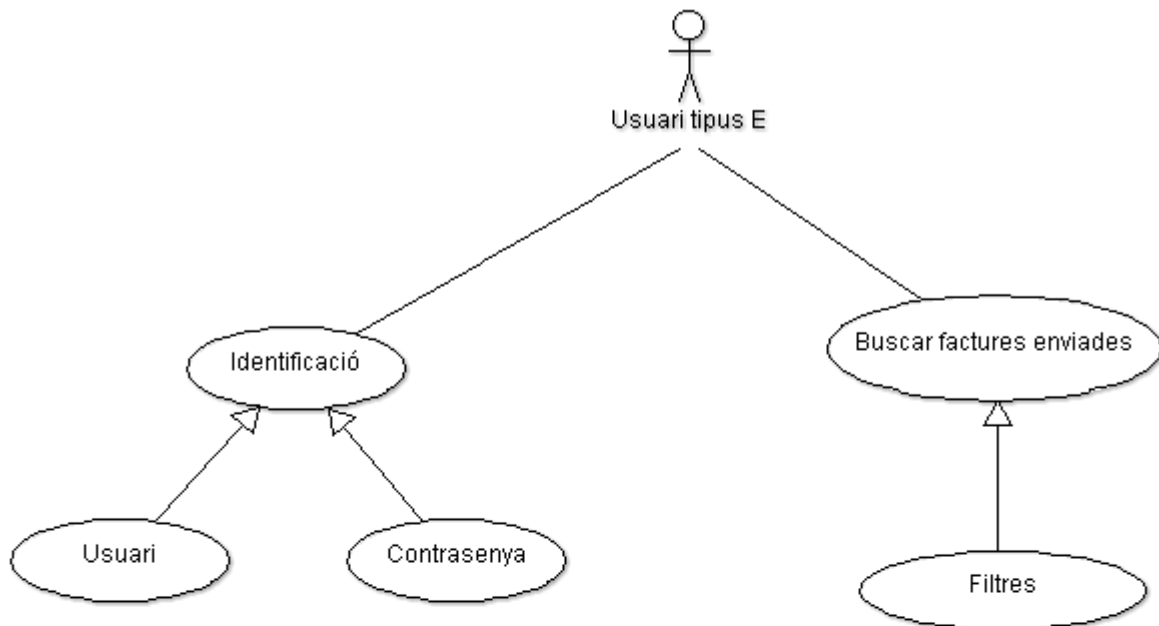 Usuari tipus E
Identificació
Buscar factures enviades
Usuari
Contrasenya
Filtres